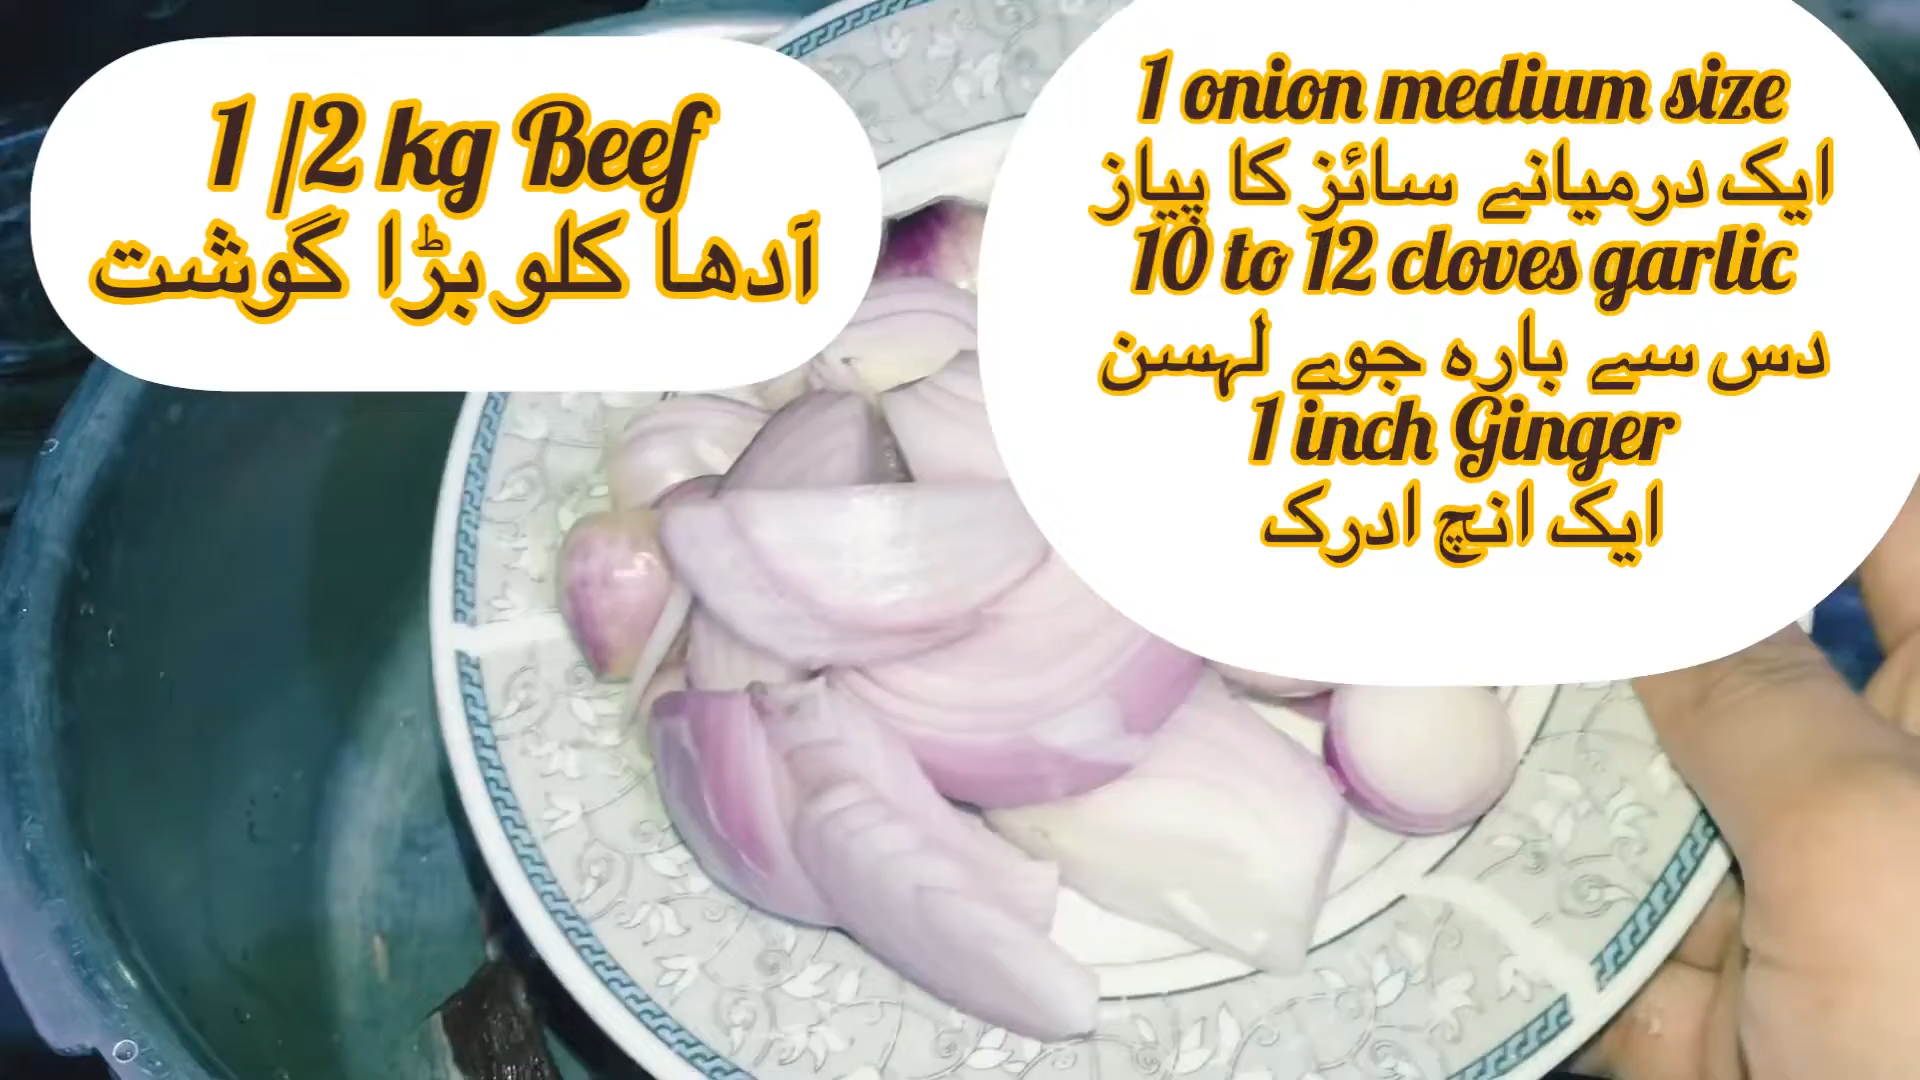 1 /2 kg Beef
آدھا کلو بڑا گوشت
1 onion medium size
ایک درمیانے سائز کا پیاز
10 to 12 cloves garlic
دس سے بارہ جوے لہسن
1 inch Ginger
ایک انچ ادرک